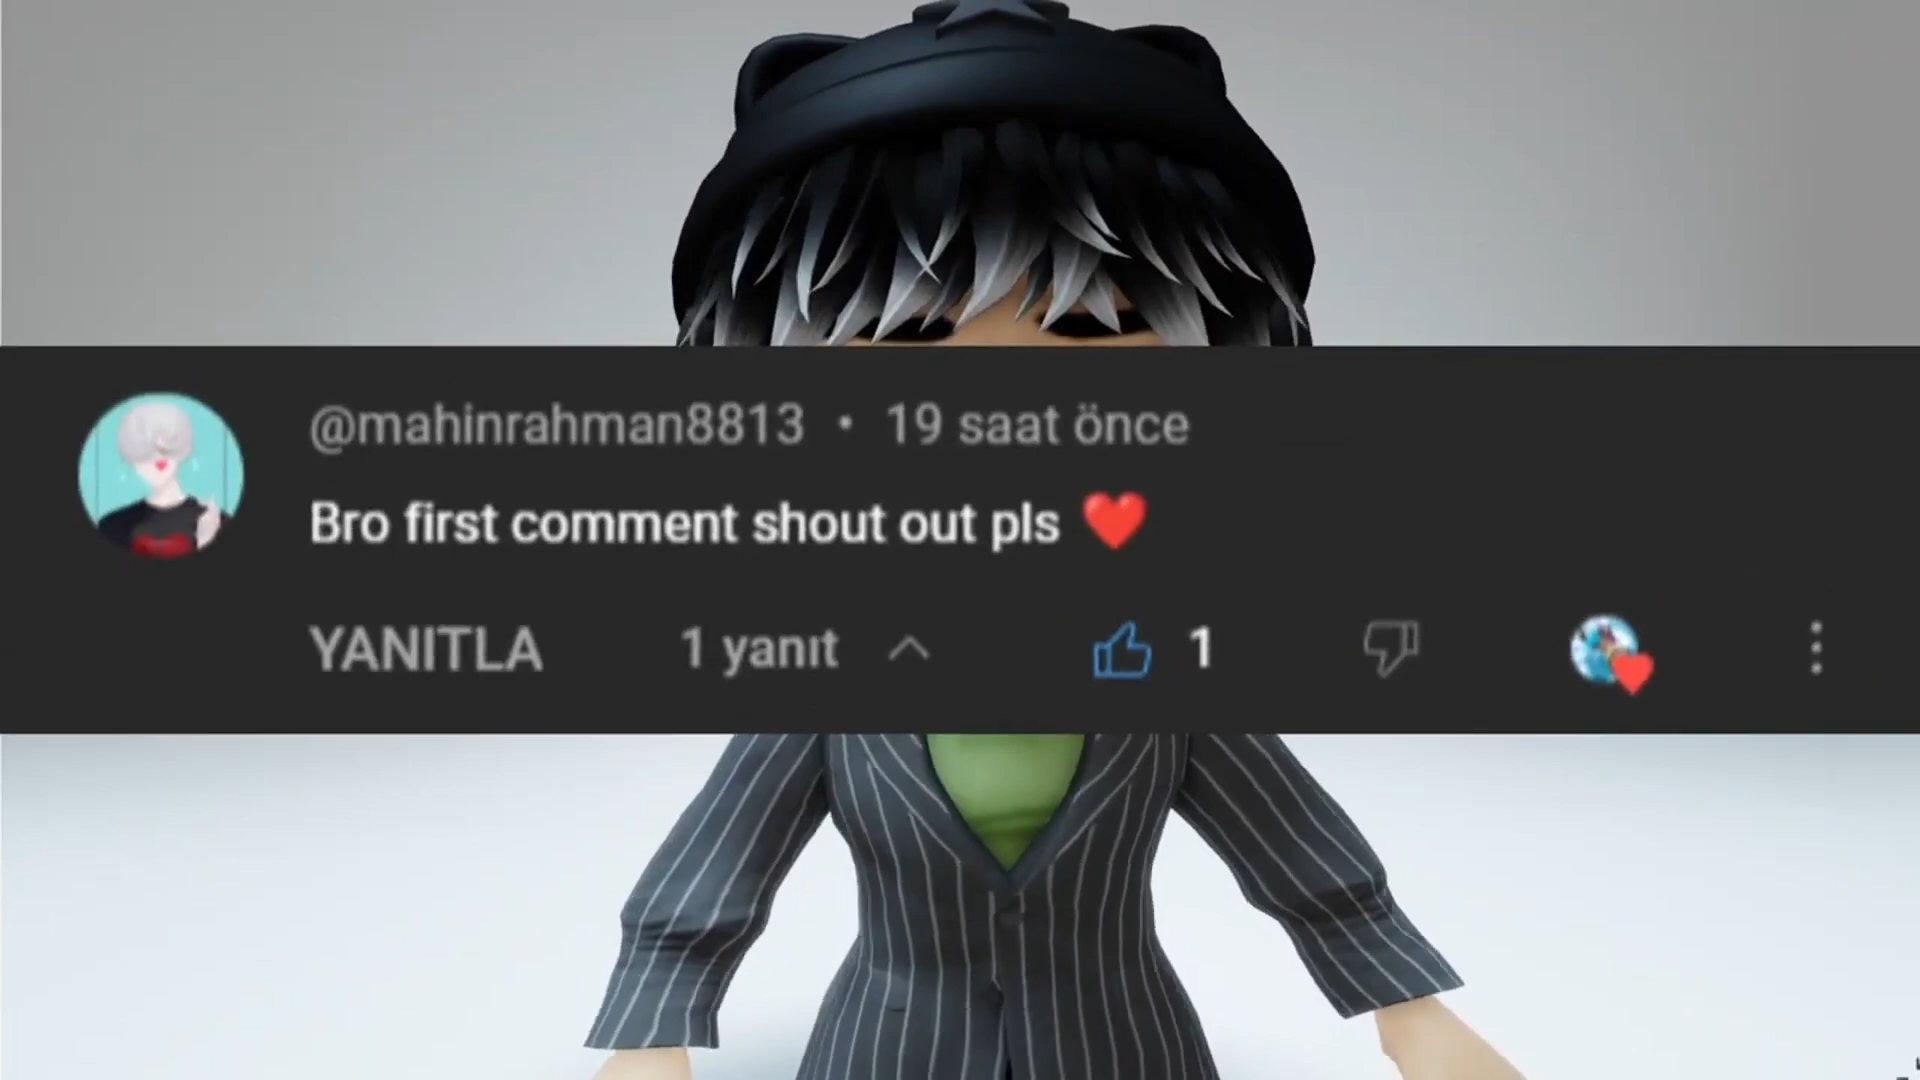 @mahinrahman8813 • 19 saat önce
Bro first comment shout out pls ❤️
YANITLA 1 yanıt 1